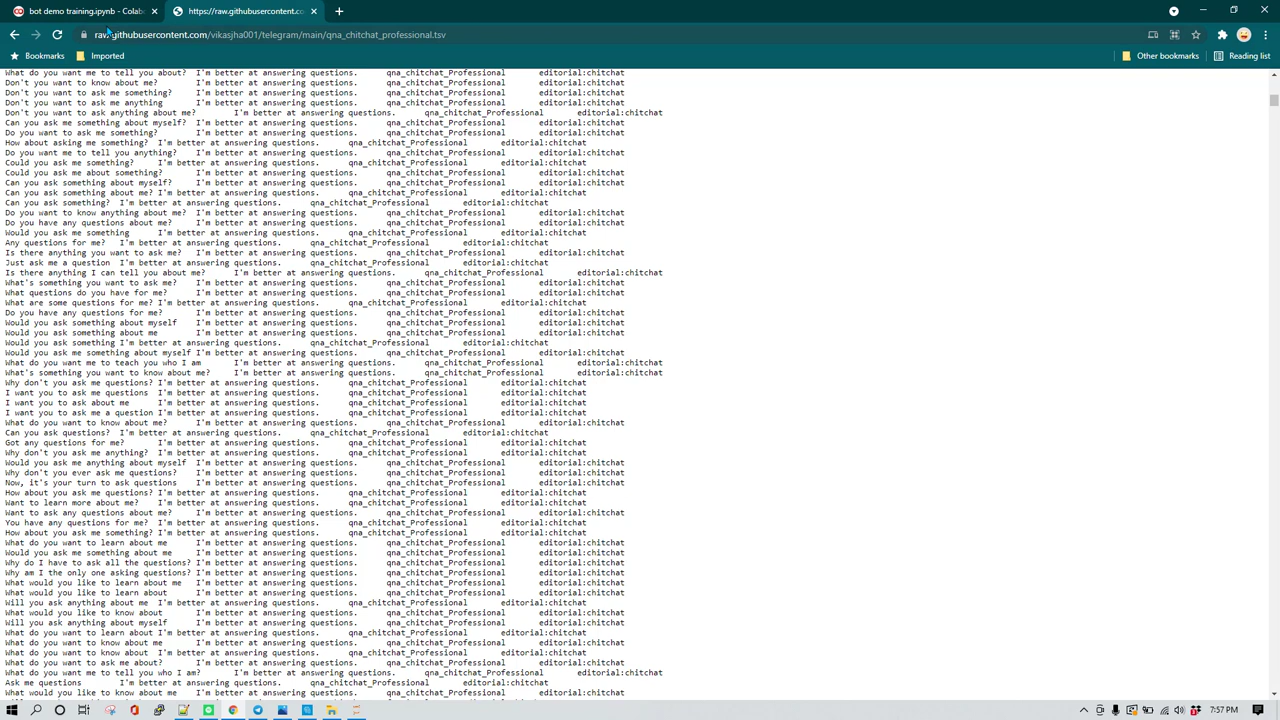 bot demo training.ipynb - Colab
https://raw.githubusercontent.co
raw.githubusercontent.com/vikasjha001/telegram/main/qna_chitchat_professional.tsv
Bookmarks Imported Other bookmarks Reading list
What do you want me to tell you about? I'm better at answering questions. qna_chitchat_Professional editorial:chitchat
Don't you want to know about me? I'm better at answering questions. qna_chitchat_Professional editorial:chitchat
Don't you want to ask me something? I'm better at answering questions. qna_chitchat_Professional editorial:chitchat
Don't you want to ask me anything I'm better at answering questions. qna_chitchat_Professional editorial:chitchat
Don't you want to ask anything about me? I'm better at answering questions. qna_chitchat_Professional editorial:chitchat
Can you ask me something about myself? I'm better at answering questions. qna_chitchat_Professional editorial:chitchat
Do you want to ask me something? I'm better at answering questions. qna_chitchat_Professional editorial:chitchat
How about asking me something? I'm better at answering questions. qna_chitchat_Professional editorial:chitchat
Do you want me to tell you anything? I'm better at answering questions. qna_chitchat_Professional editorial:chitchat
Could you ask me something? I'm better at answering questions. qna_chitchat_Professional editorial:chitchat
Could you ask me about something? I'm better at answering questions. qna_chitchat_Professional editorial:chitchat
Can you ask something about myself? I'm better at answering questions. qna_chitchat_Professional editorial:chitchat
Can you ask something about me? I'm better at answering questions. qna_chitchat_Professional editorial:chitchat
Can you ask something? I'm better at answering questions. qna_chitchat_Professional editorial:chitchat
Do you want to know anything about me? I'm better at answering questions. qna_chitchat_Professional editorial:chitchat
Do you have any questions about me? I'm better at answering questions. qna_chitchat_Professional editorial:chitchat
Would you ask me something I'm better at answering questions. qna_chitchat_Professional editorial:chitchat
Any questions for me? I'm better at answering questions. qna_chitchat_Professional editorial:chitchat
Is there anything you want to ask me? I'm better at answering questions. qna_chitchat_Professional editorial:chitchat
Just ask me a question I'm better at answering questions. qna_chitchat_Professional editorial:chitchat
Is there anything I can tell you about me? I'm better at answering questions. qna_chitchat_Professional editorial:chitchat
What's something you want to ask me? I'm better at answering questions. qna_chitchat_Professional editorial:chitchat
What questions do you have for me? I'm better at answering questions. qna_chitchat_Professional editorial:chitchat
What are some questions for me? I'm better at answering questions. qna_chitchat_Professional editorial:chitchat
Do you have any questions for me? I'm better at answering questions. qna_chitchat_Professional editorial:chitchat
Would you ask something about myself I'm better at answering questions. qna_chitchat_Professional editorial:chitchat
Would you ask something about me I'm better at answering questions. qna_chitchat_Professional editorial:chitchat
Would you ask something I'm better at answering questions. qna_chitchat_Professional editorial:chitchat
Would you ask me something about myself I'm better at answering questions. qna_chitchat_Professional editorial:chitchat
What do you want me to teach you who I am I'm better at answering questions. qna_chitchat_Professional editorial:chitchat
What's something you want to know about me? I'm better at answering questions. qna_chitchat_Professional editorial:chitchat
Why don't you ask me questions? I'm better at answering questions. qna_chitchat_Professional editorial:chitchat
I want you to ask me questions I'm better at answering questions. qna_chitchat_Professional editorial:chitchat
I want you to ask about me I'm better at answering questions. qna_chitchat_Professional editorial:chitchat
I want you to ask me a question I'm better at answering questions. qna_chitchat_Professional editorial:chitchat
What do you want to know about me? I'm better at answering questions. qna_chitchat_Professional editorial:chitchat
Can you ask questions? I'm better at answering questions. qna_chitchat_Professional editorial:chitchat
Got any questions for me? I'm better at answering questions. qna_chitchat_Professional editorial:chitchat
Why don't you ask me anything? I'm better at answering questions. qna_chitchat_Professional editorial:chitchat
Would you ask me anything about myself I'm better at answering questions. qna_chitchat_Professional editorial:chitchat
Why don't you ever ask me questions? I'm better at answering questions. qna_chitchat_Professional editorial:chitchat
Now, it's your turn to ask questions I'm better at answering questions. qna_chitchat_Professional editorial:chitchat
How about you ask me questions? I'm better at answering questions. qna_chitchat_Professional editorial:chitchat
Want to learn more about me? I'm better at answering questions. qna_chitchat_Professional editorial:chitchat
Want to ask any questions about me? I'm better at answering questions. qna_chitchat_Professional editorial:chitchat
You have any questions for me? I'm better at answering questions. qna_chitchat_Professional editorial:chitchat
How about you ask me something? I'm better at answering questions. qna_chitchat_Professional editorial:chitchat
What do you want to learn about me I'm better at answering questions. qna_chitchat_Professional editorial:chitchat
Would you ask me something about me I'm better at answering questions. qna_chitchat_Professional editorial:chitchat
Why do I have to ask all the questions? I'm better at answering questions. qna_chitchat_Professional editorial:chitchat
Why am I the only one asking questions? I'm better at answering questions. qna_chitchat_Professional editorial:chitchat
What would you like to learn about me I'm better at answering questions. qna_chitchat_Professional editorial:chitchat
What would you like to learn about I'm better at answering questions. qna_chitchat_Professional editorial:chitchat
Will you ask anything about me I'm better at answering questions. qna_chitchat_Professional editorial:chitchat
What would you like to know about I'm better at answering questions. qna_chitchat_Professional editorial:chitchat
Will you ask anything about myself I'm better at answering questions. qna_chitchat_Professional editorial:chitchat
What do you want to learn about I'm better at answering questions. qna_chitchat_Professional editorial:chitchat
What do you want to know about me I'm better at answering questions. qna_chitchat_Professional editorial:chitchat
What do you want to know about I'm better at answering questions. qna_chitchat_Professional editorial:chitchat
What do you want to ask me about? I'm better at answering questions. qna_chitchat_Professional editorial:chitchat
What do you want me to tell you who I am? I'm better at answering questions. qna_chitchat_Professional editorial:chitchat
Ask me questions I'm better at answering questions. qna_chitchat_Professional editorial:chitchat
What would you like to know about me I'm better at answering questions. qna_chitchat_Professional editorial:chitchat
7:57 PM